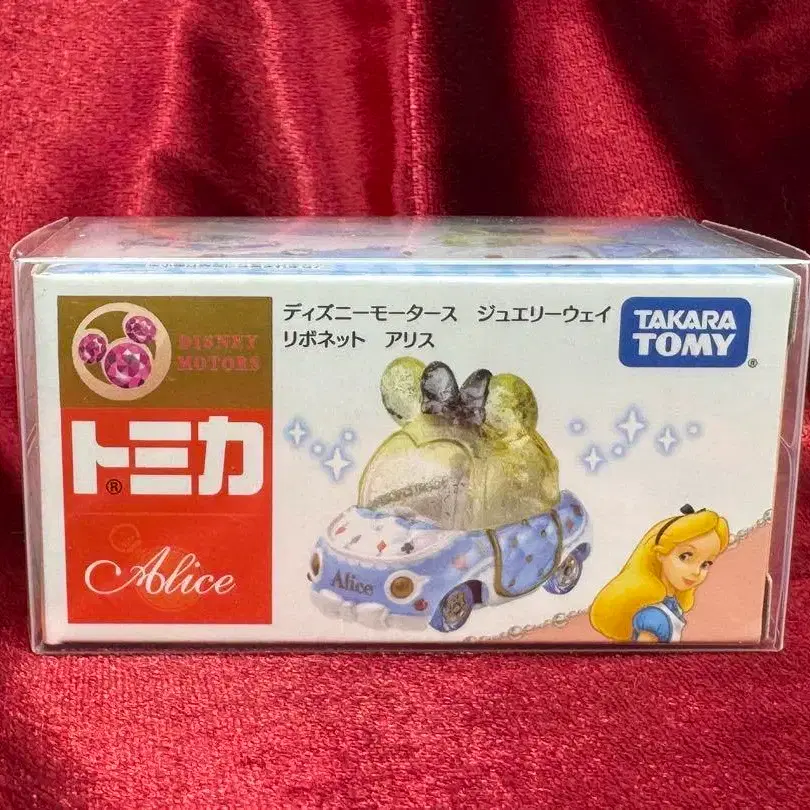 DISNEY
MOTORS
ディズニーモータース ジュエリーウェイ
リボネット アリス
TAKARA
TOMY®
トミカ®
Alice
Alice